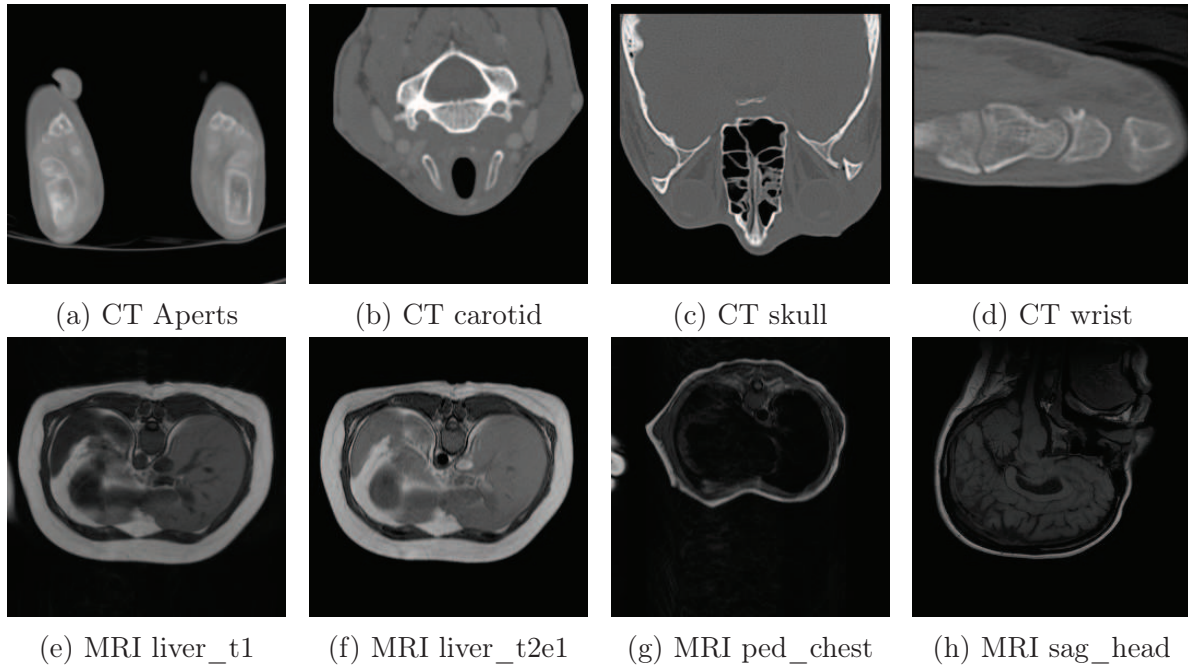 (a) CT Aperts
(b) CT carotid
(c) CT skull
(d) CT wrist
(e) MRI liver_t1
(f) MRI liver_t2e1
(g) MRI ped_chest
(h) MRI sag_head